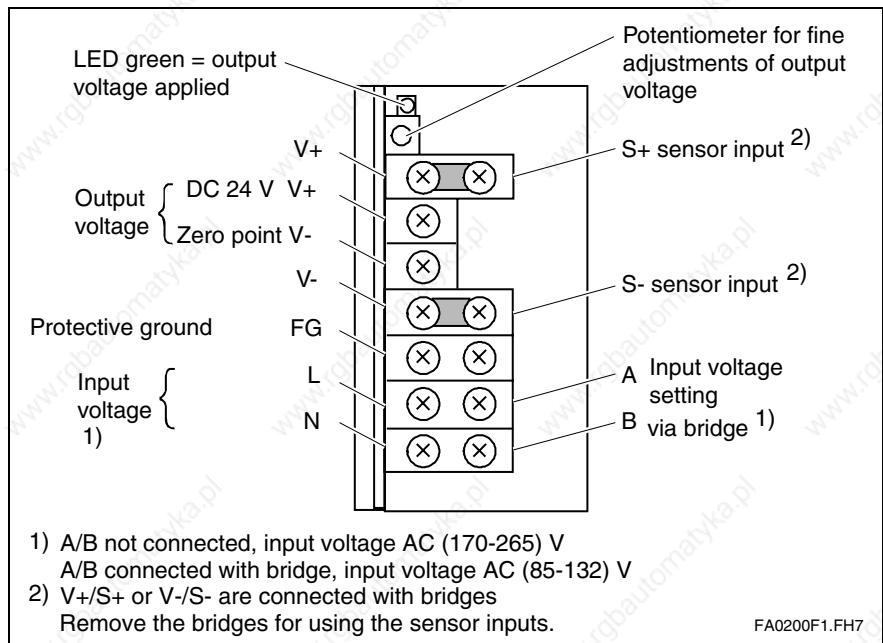 LED green = output
voltage applied
Potentiometer for fine
adjustments of output
voltage
V+
S+ sensor input 2)
Output
voltage
DC 24 V V+
Zero point V-
V-
S- sensor input 2)
Protective ground
FG
Input
voltage
1)
L
N
A
B
Input voltage
setting
via bridge 1)
1) A/B not connected, input voltage AC (170-265) V
A/B connected with bridge, input voltage AC (85-132) V
2) V+/S+ or V-/S- are connected with bridges
Remove the bridges for using the sensor inputs.
FA0200F1.FH7
www.rgbautomatyka.pl